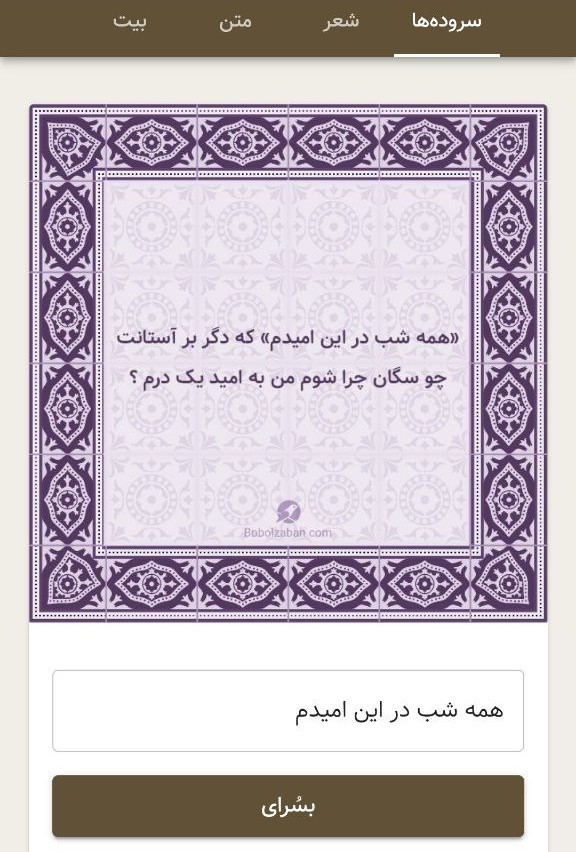 سروده‌ها شعر متن بیت
«همه شب در این امیدم» که دگر بر آستانت
چو سگان چرا شوم من به امید یک درم ؟
Bobolzaban.com
همه شب در این امیدم
بسُرای